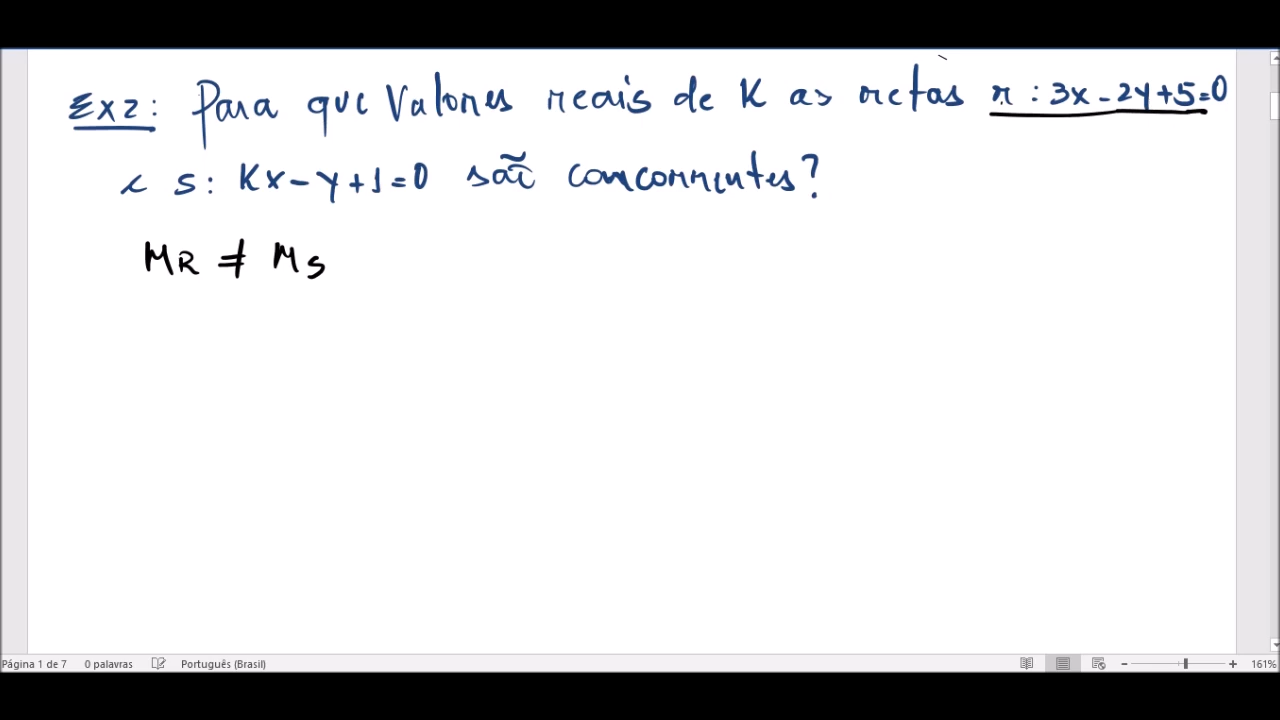 Ex2: Para que Valores reais de K as retas r: 3x-2y+5=0
e s: Kx-y+1=0 são concorrentes?
MR ≠ MS
Página 1 de 7 0 palavras Português (Brasil) 161%